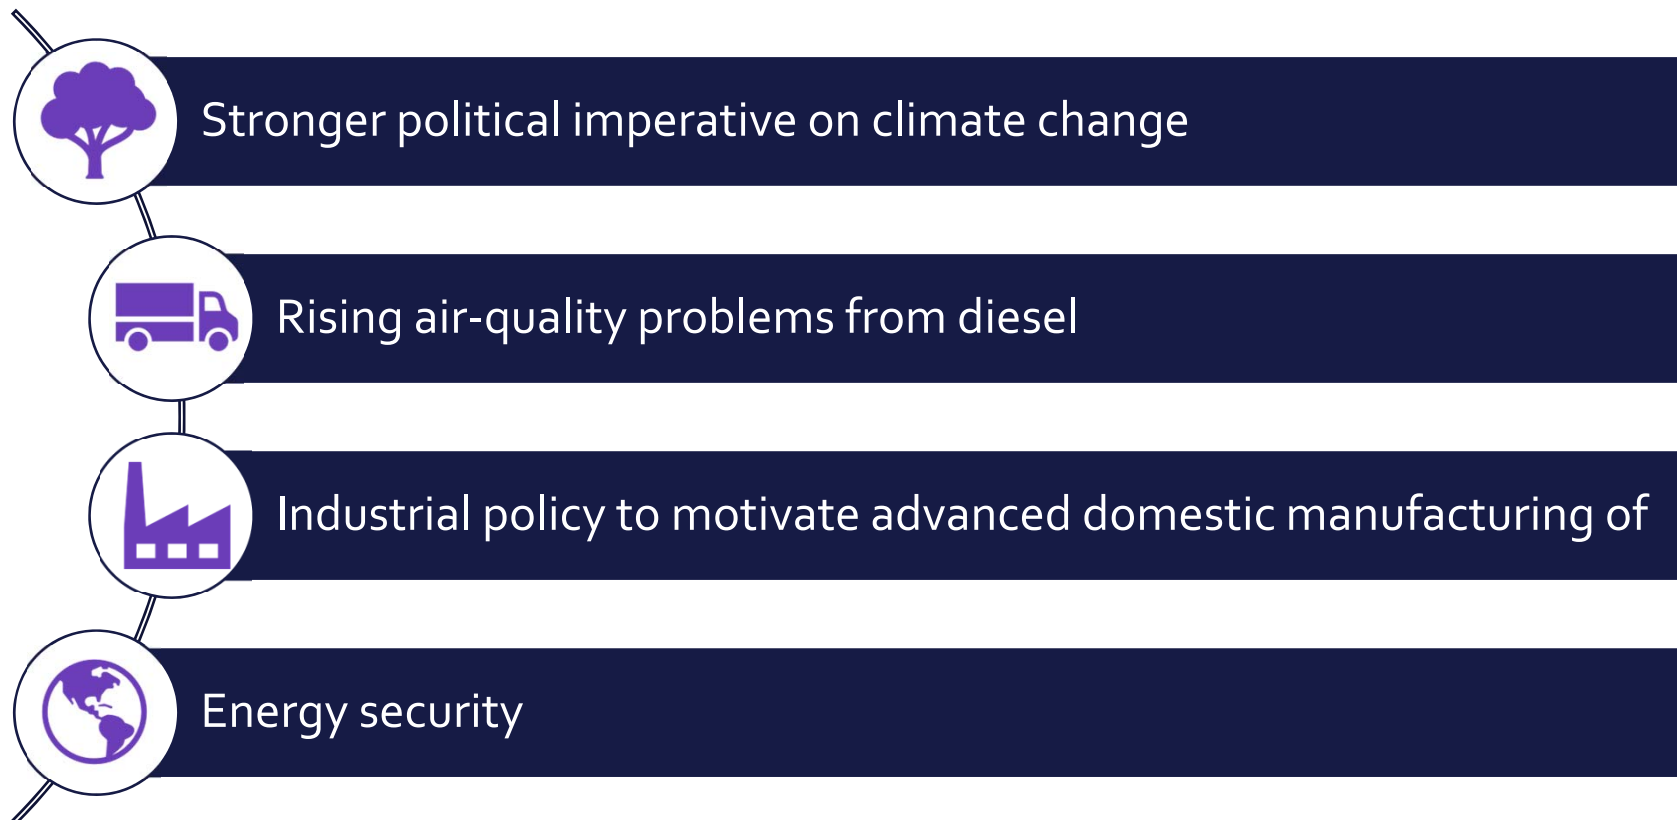 Stronger political imperative on climate change
Rising air-quality problems from diesel
Industrial policy to motivate advanced domestic manufacturing of
Energy security